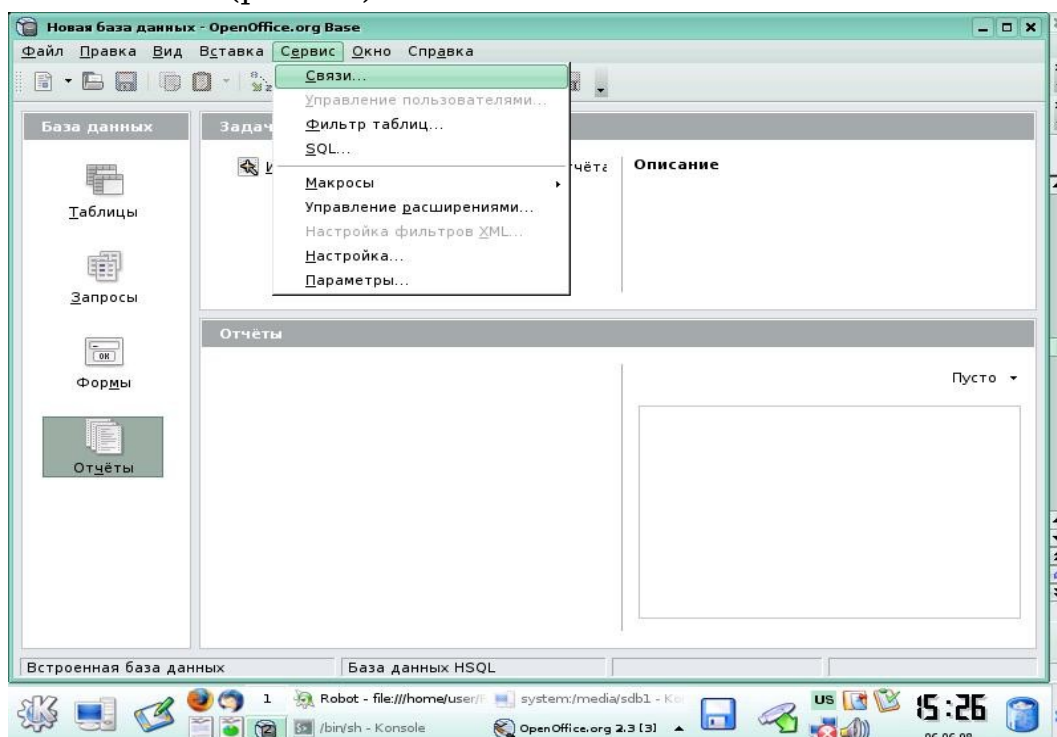 Новая база данных - OpenOffice.org Base
Файл Правка Вид Вставка Сервис Окно Справка
Связи...
Управление пользователями...
Фильтр таблиц...
SQL...
Макросы
Управление расширениями...
Настройка фильтров XML...
Настройка...
Параметры...
База данных
Таблицы
Запросы
Формы
Отчёты
Описание
Отчёты
Пусто
Встроенная база данных
База данных HSQL
1
Robot - file:///home/user/
system:/media/sdb1 - Ko
/bin/sh - Konsole
OpenOffice.org 2.3 [3]
US
15:26